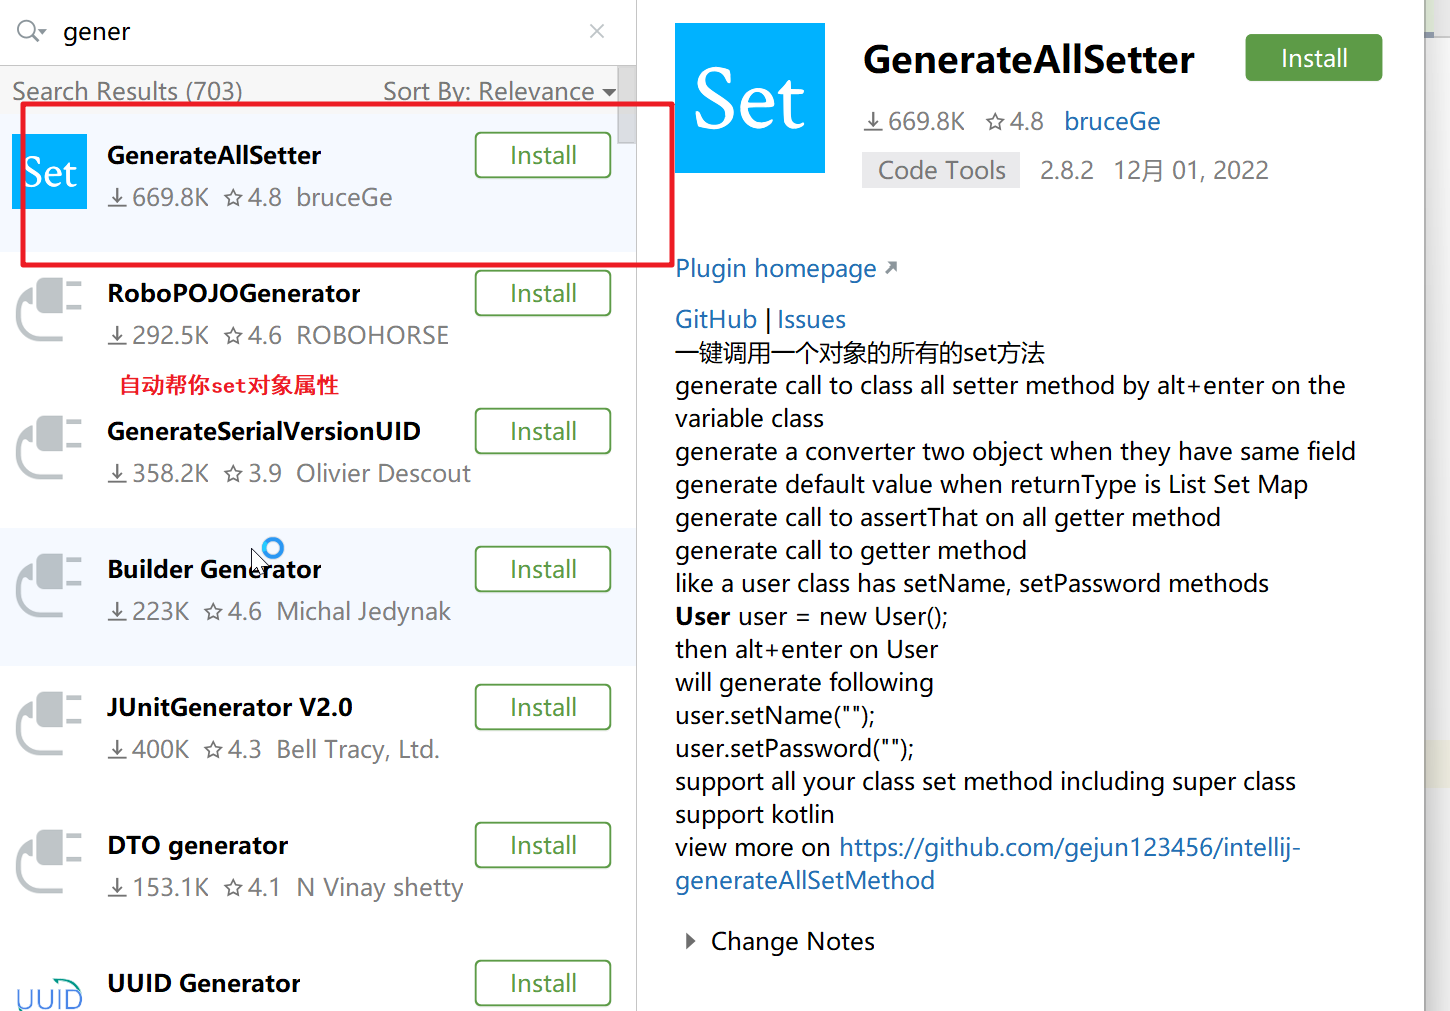 gener
Search Results (703) Sort By: Relevance
Set
GenerateAllSetter Install
669.8K 4.8 bruceGe
RoboPOJOGenerator Install
292.5K 4.6 ROBOHORSE
自动帮你set对象属性
GenerateSerialVersionUID Install
358.2K 3.9 Olivier Descout
Builder Generator Install
223K 4.6 Michal Jedynak
JUnitGenerator V2.0 Install
400K 4.3 Bell Tracy, Ltd.
DTO generator Install
153.1K 4.1 N Vinay shetty
UUID
UUID Generator Install
Set
GenerateAllSetter Install
669.8K 4.8 bruceGe
Code Tools 2.8.2 12月 01, 2022
Plugin homepage
GitHub | Issues
一键调用一个对象的所有的set方法
generate call to class all setter method by alt+enter on the
variable class
generate a converter two object when they have same field
generate default value when returnType is List Set Map
generate call to assertThat on all getter method
generate call to getter method
like a user class has setName, setPassword methods
User user = new User();
then alt+enter on User
will generate following
user.setName("");
user.setPassword("");
support all your class set method including super class
support kotlin
view more on https://github.com/gejun123456/intellij-
generateAllSetMethod
Change Notes